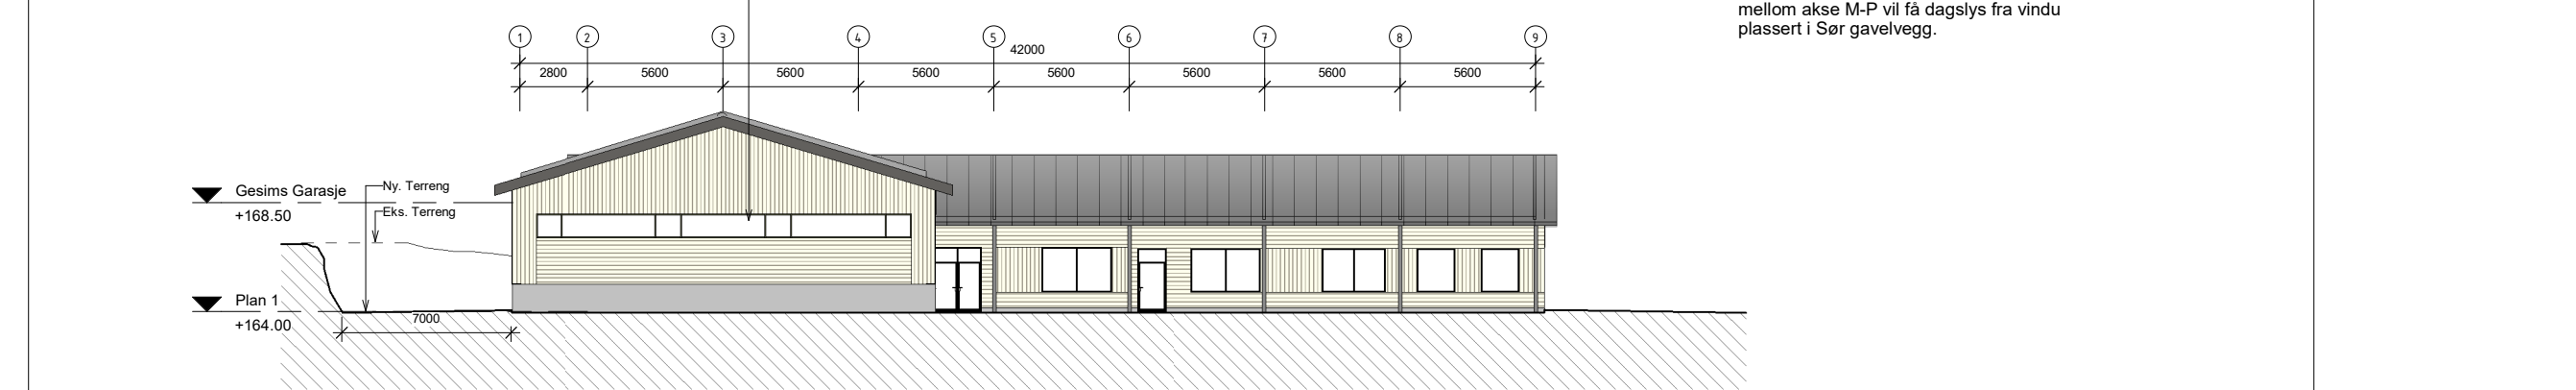 mellom akse M-P vil få dagslys fra vindu
plassert i Sør gavelvegg.
1 2 3 4 5 6 7 8 9
42000
2800 5600 5600 5600 5600 5600 5600 5600
Gesims Garasje
+168.50
Ny. Terreng
Eks. Terreng
Plan 1
+164.00
7000